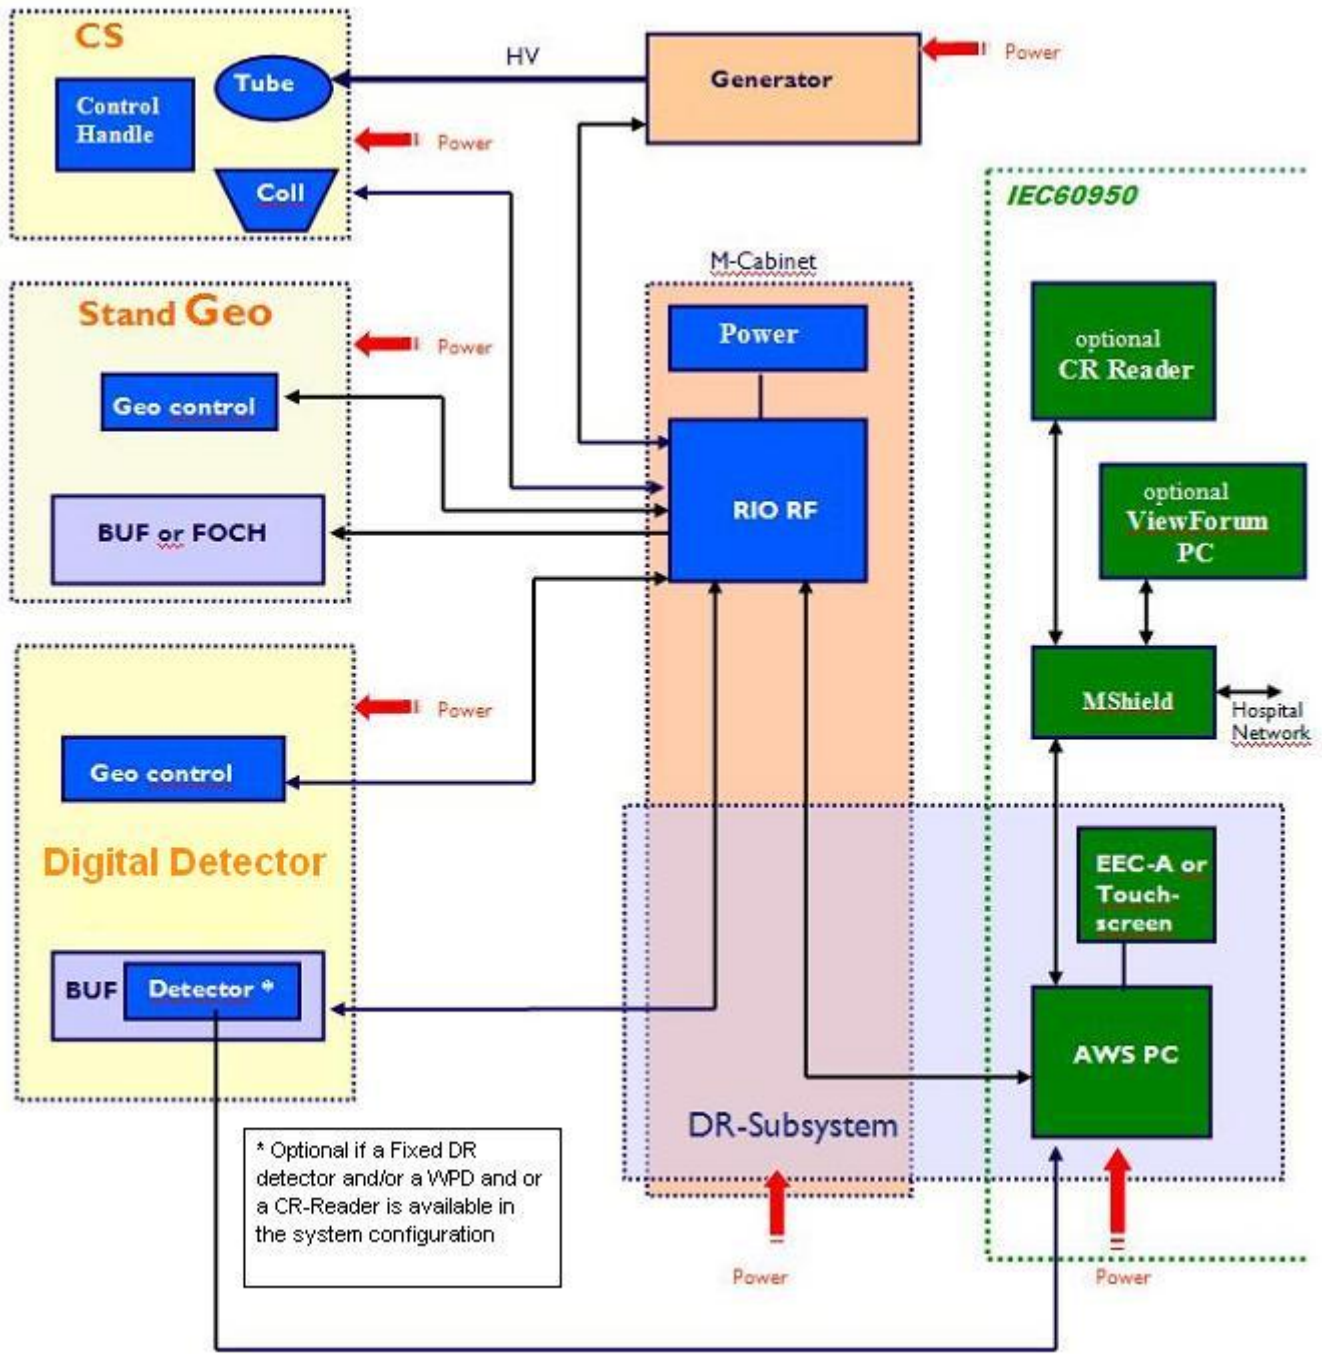 CS
Tube
Control
Handle
Coll
HV
Generator
Power
Power
IEC60950
M-Cabinet
Power
optional
CR Reader
Stand Geo
Power
Geo control
BUF or FOCH
RIO RF
optional
ViewForum
PC
MShield
Hospital
Network
Power
Geo control
Digital Detector
BUF
Detector *
EEC-A or
Touch-
screen
AWS PC
DR-Subsystem
* Optional if a Fixed DR
detector and/or a WPD and or
a CR-Reader is available in
the system configuration
Power
Power